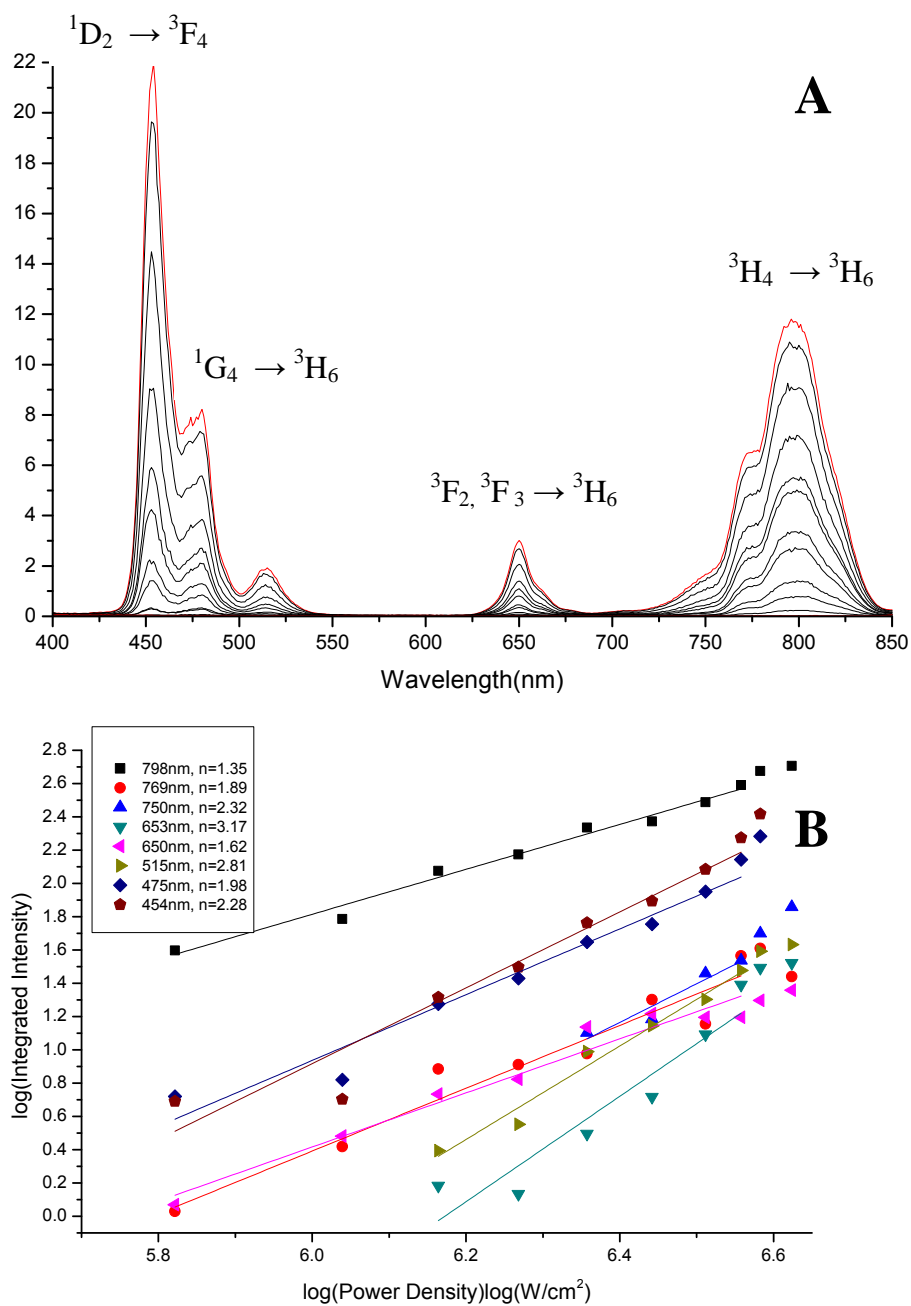 ¹D₂ → ³F₄
A
22
20
18
16
14
12
10
8
6
4
2
0
³H₄ → ³H₆
¹G₄ → ³H₆
³F₂, ³F₃ → ³H₆
400 450 500 550 600 650 700 750 800 850
Wavelength(nm)
B
798nm, n=1.35
769nm, n=1.89
750nm, n=2.32
653nm, n=3.17
650nm, n=1.62
515nm, n=2.81
475nm, n=1.98
454nm, n=2.28
log(Integrated Intensity)
2.8
2.6
2.4
2.2
2.0
1.8
1.6
1.4
1.2
1.0
0.8
0.6
0.4
0.2
0.0
5.8 6.0 6.2 6.4 6.6
log(Power Density)log(W/cm²)